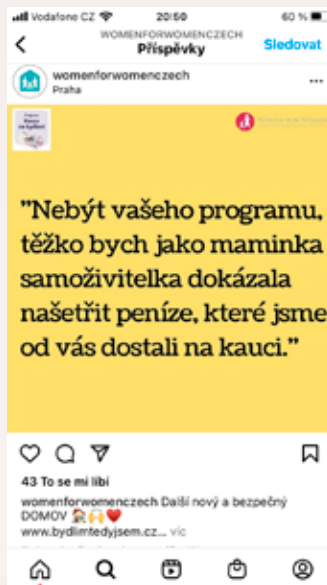 Vodafone CZ 20:50 60 %
WOMENFORWOMENCZECH
Příspěvky
Sledovat
womenforwomenczech
Praha
"Nebýt vašeho programu,
těžko bych jako maminka
samoživitelka dokázala
našetřit peníze, které jsme
od vás dostali na kauci."
43 To se mi líbí
womenforwomenczech Další nový a bezpečný
DOMOV
www.bydlimtedyjsem.cz... víc